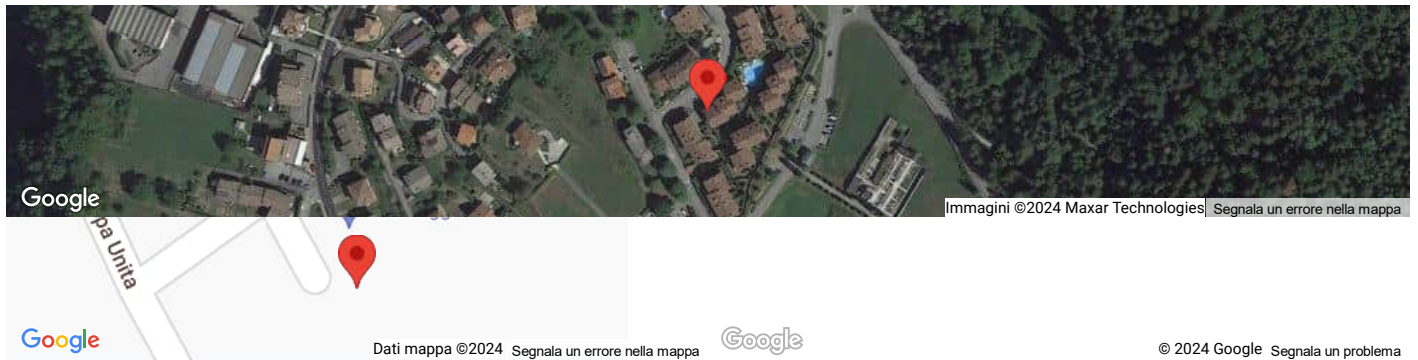 Google
Immagini ©2024 Maxar Technologies Segnala un errore nella mappa
pa Unita
Google
Dati mappa ©2024 Segnala un errore nella mappa
Google
© 2024 Google Segnala un problema